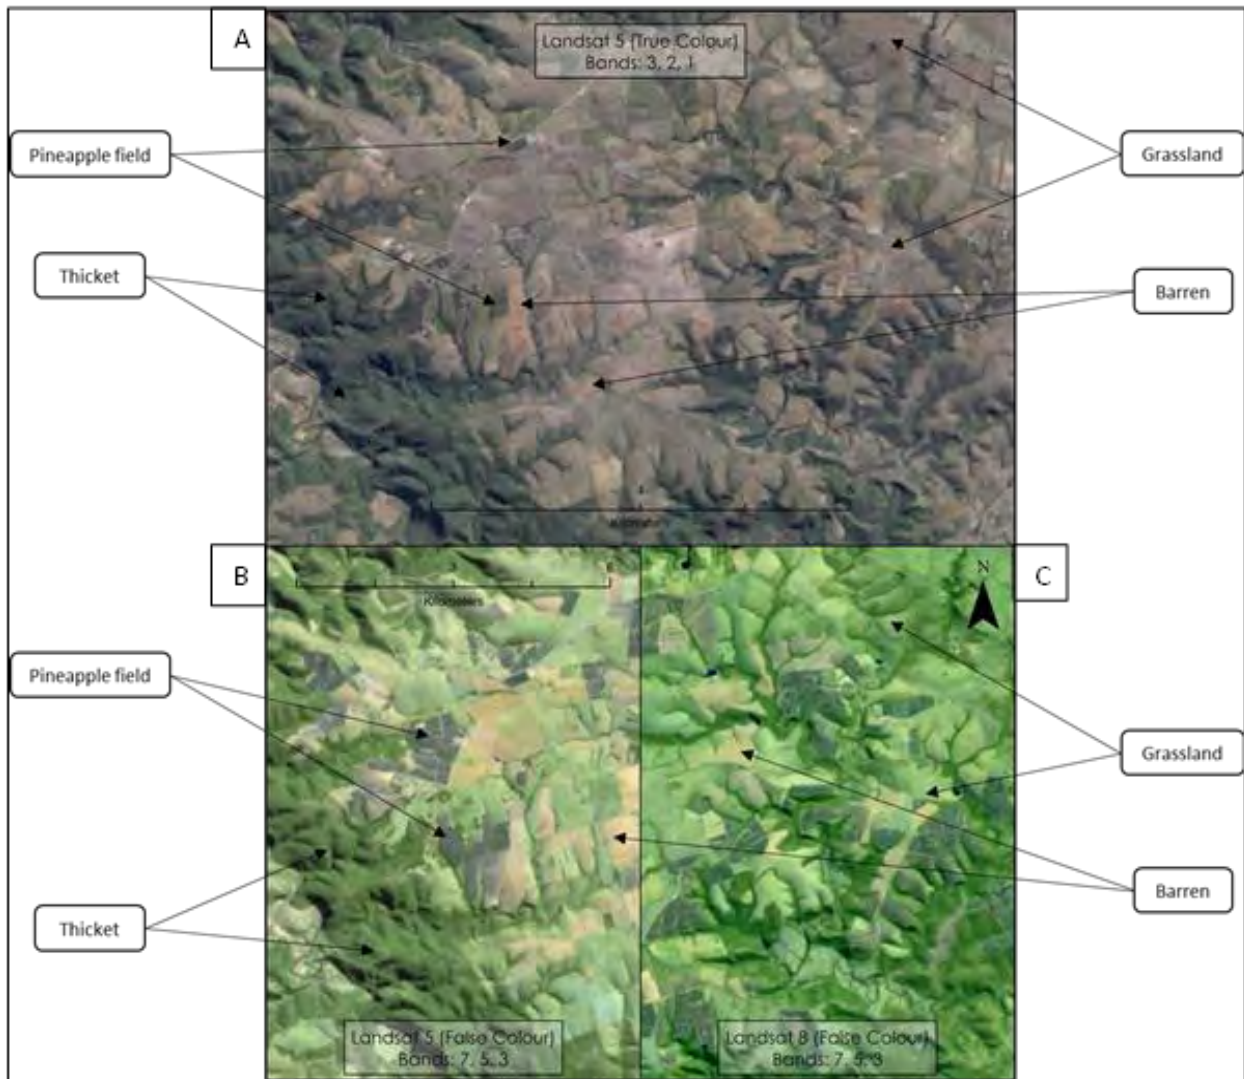 A
Landsat 5 (True Colour)
Bands: 3, 2, 1
Pineapple field
Grassland
Thicket
Barren
B
C
Kilometers
N
Pineapple field
Grassland
Thicket
Barren
Landsat 5 (False Colour)
Bands: 7, 5, 3
Landsat 8 (False Colour)
Bands: 7, 5, 3